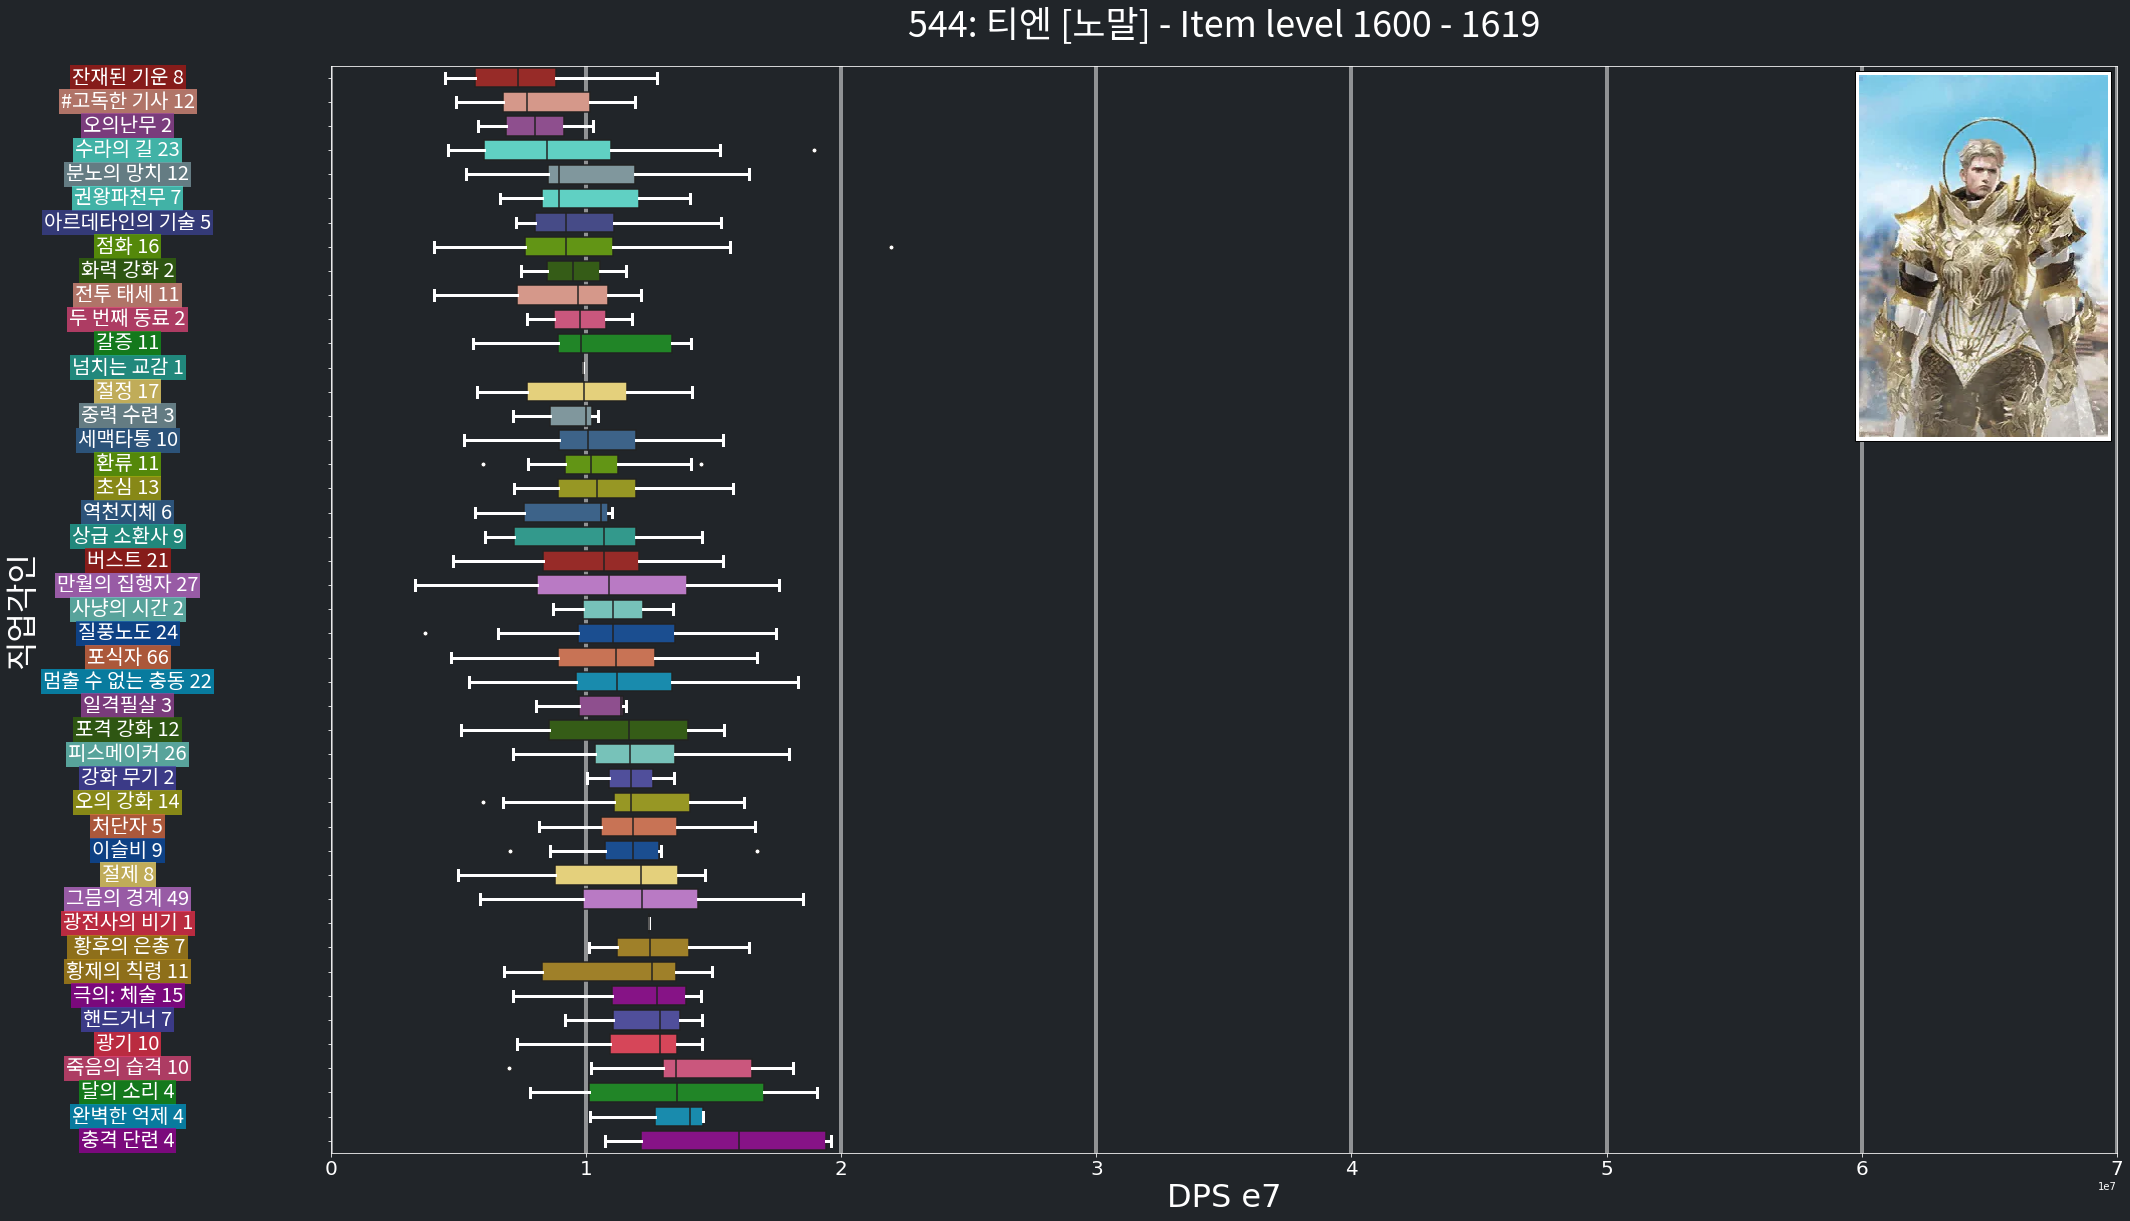 544: 티엔 [노말] - Item level 1600 - 1619
잔재된 기운 8
#고독한 기사 12
오의난무 2
수라의 길 23
분노의 망치 12
권왕파천무 7
아르데타인의 기술 5
점화 16
화력 강화 2
전투 태세 11
두 번째 동료 2
갈증 11
넘치는 교감 1
절정 17
중력 수련 3
세맥타통 10
환류 11
초심 13
역천지체 6
상급 소환사 9
버스트 21
만월의 집행자 27
사냥의 시간 2
질풍노도 24
포식자 66
멈출 수 없는 충동 22
일격필살 3
포격 강화 12
피스메이커 26
강화 무기 2
오의 강화 14
처단자 5
이슬비 9
절제 8
그믐의 경계 49
광전사의 비기 1
황후의 은총 7
황제의 칙령 11
극의: 체술 15
핸드거너 7
광기 10
죽음의 습격 10
달의 소리 4
완벽한 억제 4
충격 단련 4
직업각인
0 1 2 3 4 5 6 7
DPS e7
1e7